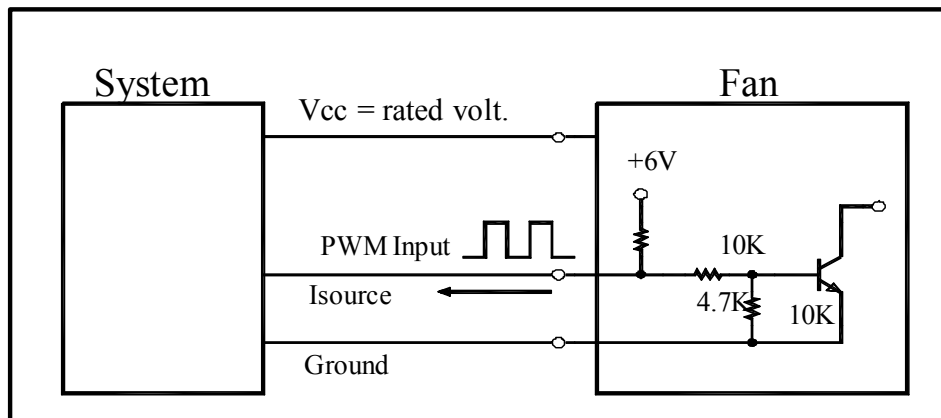 System
Fan
Vcc = rated volt.
+6V
PWM Input
10K
Isource
4.7K
10K
Ground